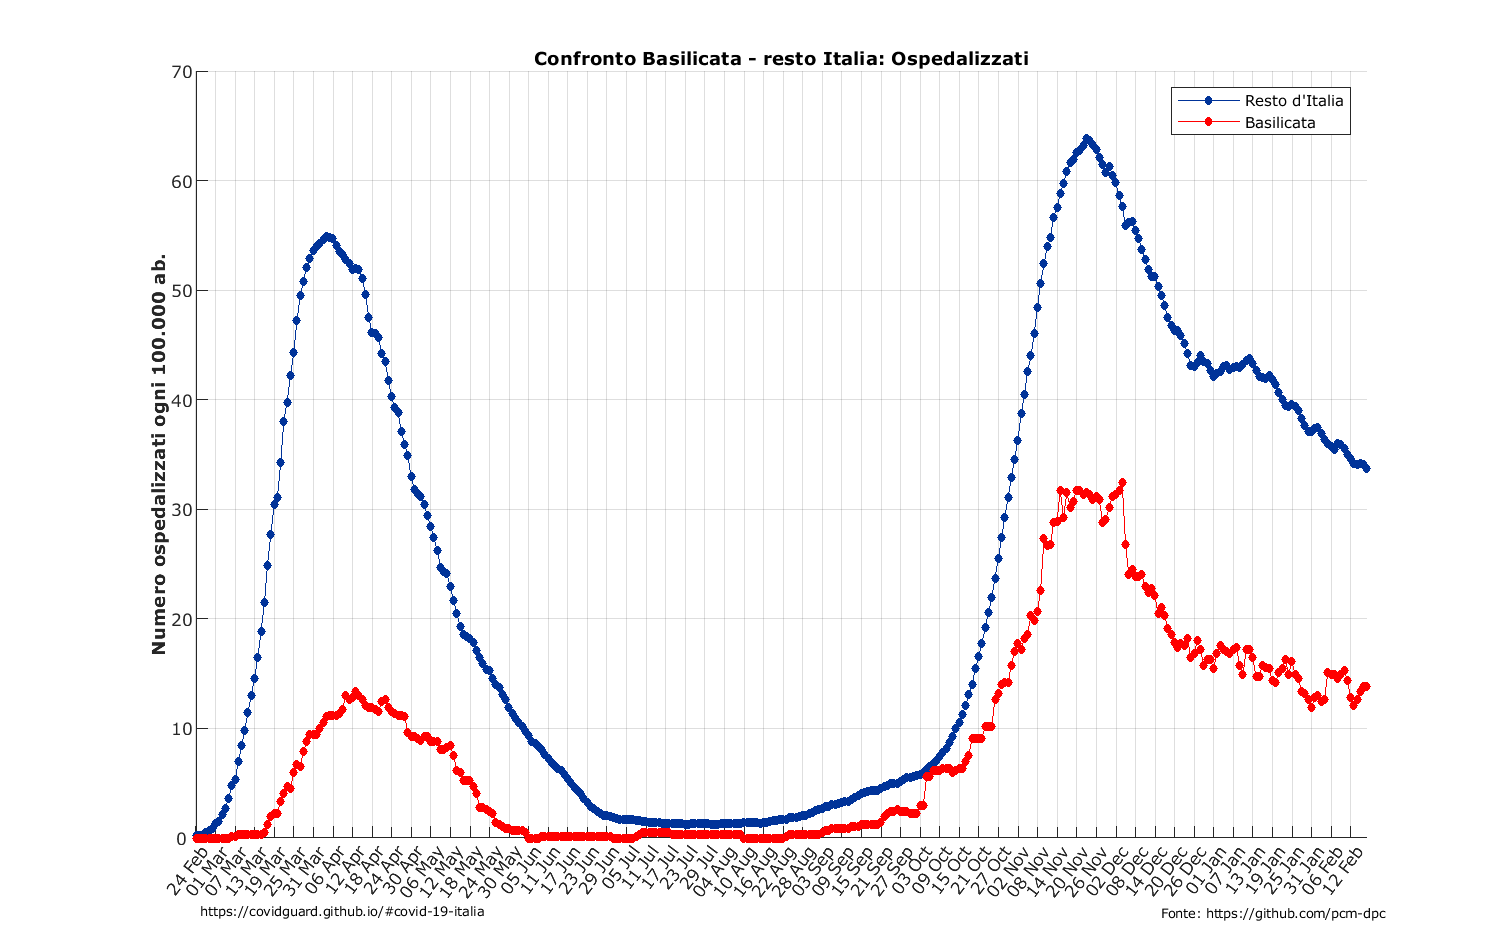 Confronto Basilicata - resto Italia: Ospedalizzati
Resto d'Italia
Basilicata
Numero ospedalizzati ogni 100.000 ab.
70
60
50
40
30
20
10
0
24 Feb
01 Mar
07 Mar
13 Mar
19 Mar
25 Mar
31 Mar
06 Apr
12 Apr
18 Apr
24 Apr
30 Apr
06 May
12 May
18 May
24 May
30 May
05 Jun
11 Jun
17 Jun
23 Jun
29 Jun
05 Jul
11 Jul
17 Jul
23 Jul
29 Jul
04 Aug
10 Aug
16 Aug
22 Aug
28 Aug
03 Sep
09 Sep
15 Sep
21 Sep
27 Sep
03 Oct
09 Oct
15 Oct
21 Oct
27 Oct
02 Nov
08 Nov
14 Nov
20 Nov
26 Nov
02 Dec
08 Dec
14 Dec
20 Dec
26 Dec
01 Jan
07 Jan
13 Jan
19 Jan
25 Jan
31 Jan
06 Feb
12 Feb
https://covidguard.github.io/#covid-19-italia
Fonte: https://github.com/pcm-dpc